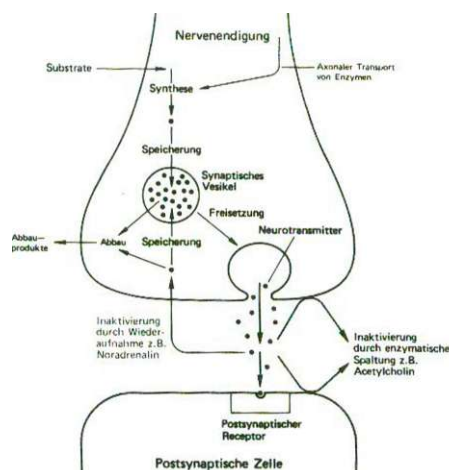 Nervenendigung
Substrate
Axonaler Transport
von Enzymen
Synthese
Speicherung
Synaptisches
Vesikel
Freisetzung
Neurotransmitter
Abbau-
produkte
Abbau
Speicherung
Inaktivierung
durch Wieder-
aufnahme z.B.
Noradrenalin
Inaktivierung
durch enzymatische
Spaltung z.B.
Acetylcholin
Postsynaptischer
Receptor
Postsynaptische Zelle